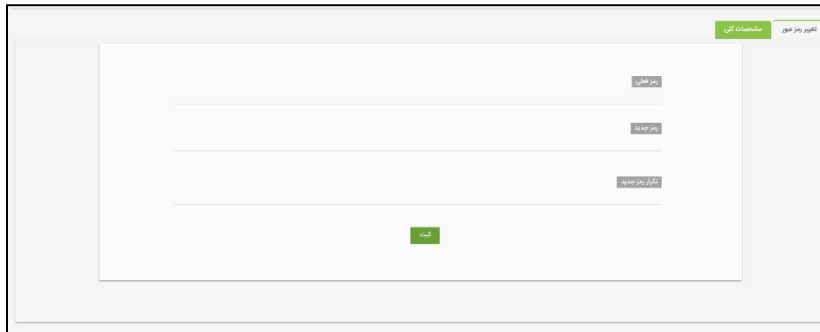 تغییر رمز عبور مشخصات کلی
رمز فعلی
رمز جدید
تکرار رمز جدید
ثبت